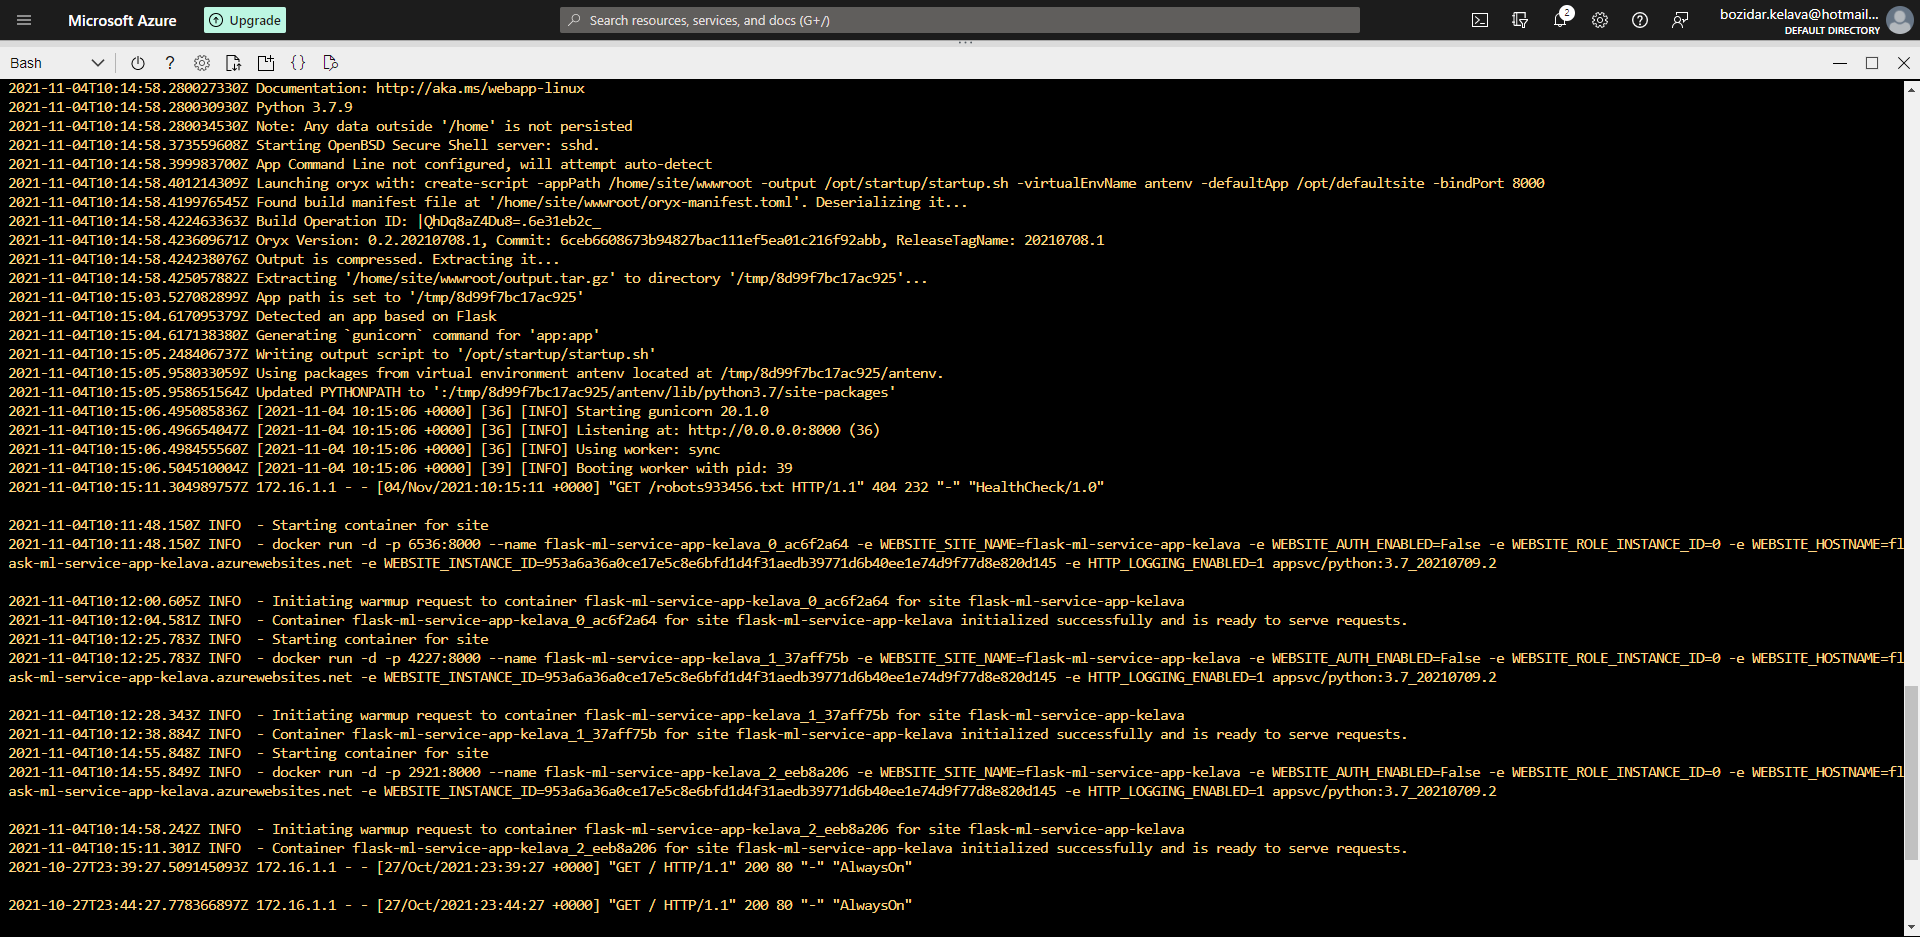 Microsoft Azure
Upgrade
Search resources, services, and docs (G+/)
2
bozidar.kelava@hotmail...
DEFAULT DIRECTORY
Bash
2021-11-04T10:14:58.280027330Z Documentation: http://aka.ms/webapp-linux
2021-11-04T10:14:58.280030930Z Python 3.7.9
2021-11-04T10:14:58.280034530Z Note: Any data outside '/home' is not persisted
2021-11-04T10:14:58.373559608Z Starting OpenBSD Secure Shell server: sshd.
2021-11-04T10:14:58.399983700Z App Command Line not configured, will attempt auto-detect
2021-11-04T10:14:58.401214309Z Launching oryx with: create-script -appPath /home/site/wwwroot -output /opt/startup/startup.sh -virtualEnvName antenv -defaultApp /opt/defaultsite -bindPort 8000
2021-11-04T10:14:58.419976545Z Found build manifest file at '/home/site/wwwroot/oryx-manifest.toml'. Deserializing it...
2021-11-04T10:14:58.422463363Z Build Operation ID: |QhDq8aZ4Du8=.6e31eb2c_
2021-11-04T10:14:58.423609671Z Oryx Version: 0.2.20210708.1, Commit: 6ceb6608673b94827bac111ef5ea01c216f92abb, ReleaseTagName: 20210708.1
2021-11-04T10:14:58.424238076Z Output is compressed. Extracting it...
2021-11-04T10:14:58.425057882Z Extracting '/home/site/wwwroot/output.tar.gz' to directory '/tmp/8d99f7bc17ac925'...
2021-11-04T10:15:03.527082899Z App path is set to '/tmp/8d99f7bc17ac925'
2021-11-04T10:15:04.617095379Z Detected an app based on Flask
2021-11-04T10:15:04.617138380Z Generating `gunicorn` command for 'app:app'
2021-11-04T10:15:05.248406737Z Writing output script to '/opt/startup/startup.sh'
2021-11-04T10:15:05.958033059Z Using packages from virtual environment antenv located at /tmp/8d99f7bc17ac925/antenv.
2021-11-04T10:15:05.958651564Z Updated PYTHONPATH to ':/tmp/8d99f7bc17ac925/antenv/lib/python3.7/site-packages'
2021-11-04T10:15:06.495085836Z [2021-11-04 10:15:06 +0000] [36] [INFO] Starting gunicorn 20.1.0
2021-11-04T10:15:06.496654047Z [2021-11-04 10:15:06 +0000] [36] [INFO] Listening at: http://0.0.0.0:8000 (36)
2021-11-04T10:15:06.498455560Z [2021-11-04 10:15:06 +0000] [36] [INFO] Using worker: sync
2021-11-04T10:15:06.504510004Z [2021-11-04 10:15:06 +0000] [39] [INFO] Booting worker with pid: 39
2021-11-04T10:15:11.304989757Z 172.16.1.1 - - [04/Nov/2021:10:15:11 +0000] "GET /robots933456.txt HTTP/1.1" 404 232 "-" "HealthCheck/1.0"
2021-11-04T10:11:48.150Z INFO  - Starting container for site
2021-11-04T10:11:48.150Z INFO  - docker run -d -p 6536:8000 --name flask-ml-service-app-kelava_0_ac6f2a64 -e WEBSITE_SITE_NAME=flask-ml-service-app-kelava -e WEBSITE_AUTH_ENABLED=False -e WEBSITE_ROLE_INSTANCE_ID=0 -e WEBSITE_HOSTNAME=fl
ask-ml-service-app-kelava.azurewebsites.net -e WEBSITE_INSTANCE_ID=953a6a36a0ce17e5c8e6bfd1d4f31aedb39771d6b40ee1e74d9f77d8e820d145 -e HTTP_LOGGING_ENABLED=1 appsvc/python:3.7_20210709.2
2021-11-04T10:12:00.605Z INFO  - Initiating warmup request to container flask-ml-service-app-kelava_0_ac6f2a64 for site flask-ml-service-app-kelava
2021-11-04T10:12:04.581Z INFO  - Container flask-ml-service-app-kelava_0_ac6f2a64 for site flask-ml-service-app-kelava initialized successfully and is ready to serve requests.
2021-11-04T10:12:25.783Z INFO  - Starting container for site
2021-11-04T10:12:25.783Z INFO  - docker run -d -p 4227:8000 --name flask-ml-service-app-kelava_1_37aff75b -e WEBSITE_SITE_NAME=flask-ml-service-app-kelava -e WEBSITE_AUTH_ENABLED=False -e WEBSITE_ROLE_INSTANCE_ID=0 -e WEBSITE_HOSTNAME=fl
ask-ml-service-app-kelava.azurewebsites.net -e WEBSITE_INSTANCE_ID=953a6a36a0ce17e5c8e6bfd1d4f31aedb39771d6b40ee1e74d9f77d8e820d145 -e HTTP_LOGGING_ENABLED=1 appsvc/python:3.7_20210709.2
2021-11-04T10:12:28.343Z INFO  - Initiating warmup request to container flask-ml-service-app-kelava_1_37aff75b for site flask-ml-service-app-kelava
2021-11-04T10:12:38.884Z INFO  - Container flask-ml-service-app-kelava_1_37aff75b for site flask-ml-service-app-kelava initialized successfully and is ready to serve requests.
2021-11-04T10:14:55.848Z INFO  - Starting container for site
2021-11-04T10:14:55.849Z INFO  - docker run -d -p 2921:8000 --name flask-ml-service-app-kelava_2_eeb8a206 -e WEBSITE_SITE_NAME=flask-ml-service-app-kelava -e WEBSITE_AUTH_ENABLED=False -e WEBSITE_ROLE_INSTANCE_ID=0 -e WEBSITE_HOSTNAME=fl
ask-ml-service-app-kelava.azurewebsites.net -e WEBSITE_INSTANCE_ID=953a6a36a0ce17e5c8e6bfd1d4f31aedb39771d6b40ee1e74d9f77d8e820d145 -e HTTP_LOGGING_ENABLED=1 appsvc/python:3.7_20210709.2
2021-11-04T10:14:58.242Z INFO  - Initiating warmup request to container flask-ml-service-app-kelava_2_eeb8a206 for site flask-ml-service-app-kelava
2021-11-04T10:15:11.301Z INFO  - Container flask-ml-service-app-kelava_2_eeb8a206 for site flask-ml-service-app-kelava initialized successfully and is ready to serve requests.
2021-10-27T23:39:27.509145093Z 172.16.1.1 - - [27/Oct/2021:23:39:27 +0000] "GET / HTTP/1.1" 200 80 "-" "AlwaysOn"
2021-10-27T23:44:27.778366897Z 172.16.1.1 - - [27/Oct/2021:23:44:27 +0000] "GET / HTTP/1.1" 200 80 "-" "AlwaysOn"